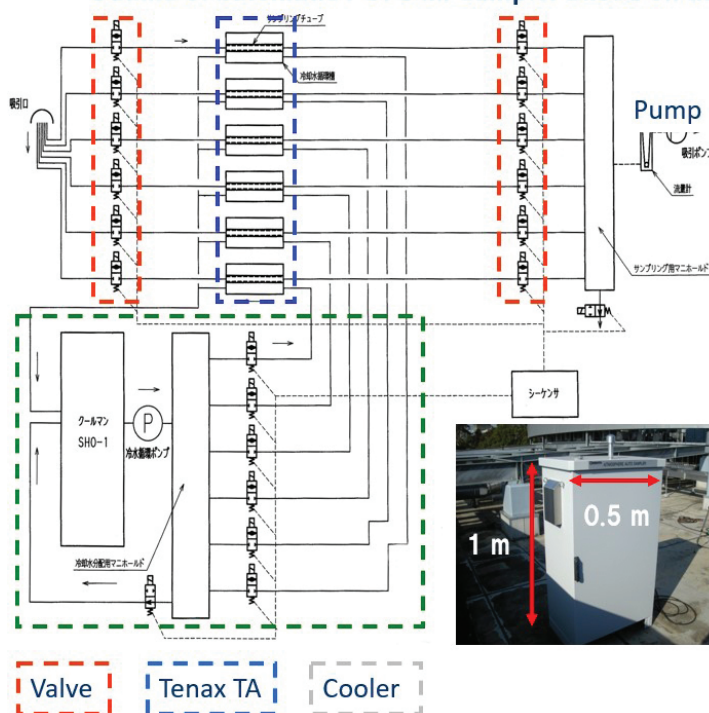 サンプリングチューブ
冷却水循環槽
吸引口
Pump
吸引ポンプ
流量計
サンプリング用マニホールド
クールマン
SHO-1
P
冷水循環ポンプ
シーケンサ
冷却水分配用マニホールド
0.5 m
1 m
Valve
Tenax TA
Cooler